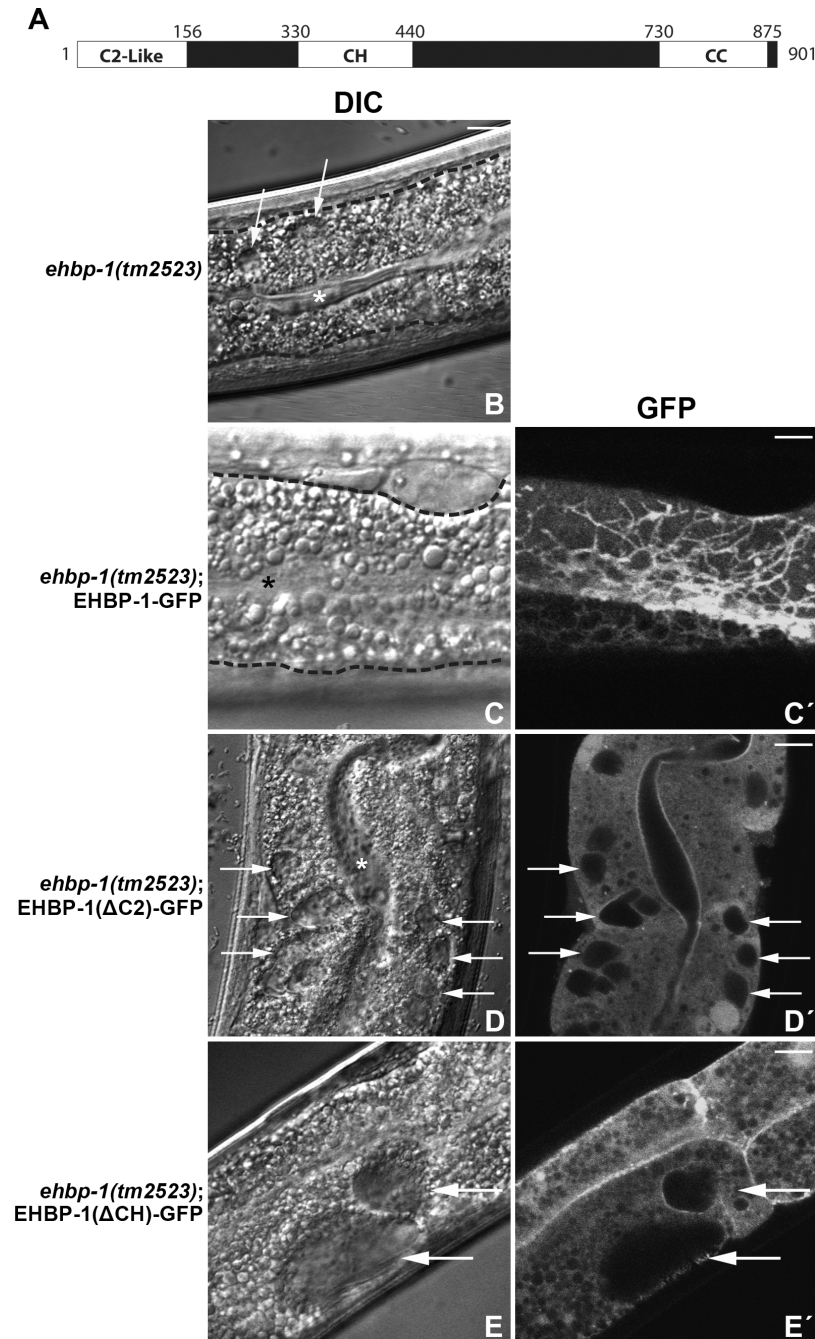 A
156 330 440 730 875
1 C2-Like CH CC 901
DIC
ehbp-1(tm2523)
*
B
GFP
ehbp-1(tm2523);
EHBP-1-GFP
*
C
C´
ehbp-1(tm2523);
EHBP-1(ΔC2)-GFP
*
D
D´
ehbp-1(tm2523);
EHBP-1(ΔCH)-GFP
E
E´